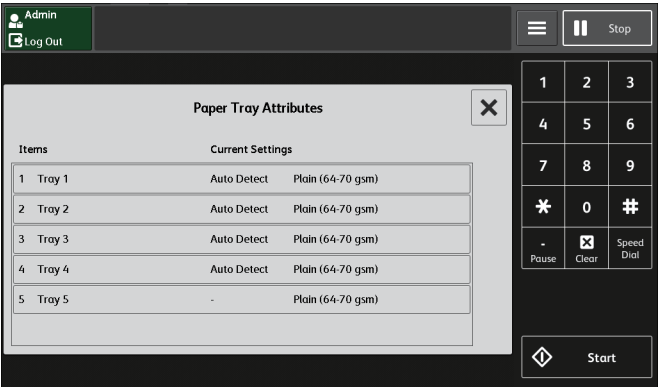 Admin
Log Out
Stop
Paper Tray Attributes
Items Current Settings
1 Tray 1 Auto Detect Plain (64-70 gsm)
2 Tray 2 Auto Detect Plain (64-70 gsm)
3 Tray 3 Auto Detect Plain (64-70 gsm)
4 Tray 4 Auto Detect Plain (64-70 gsm)
5 Tray 5 - Plain (64-70 gsm)
1 2 3
4 5 6
7 8 9
* 0 #
-
Pause Clear Speed
Dial
Start